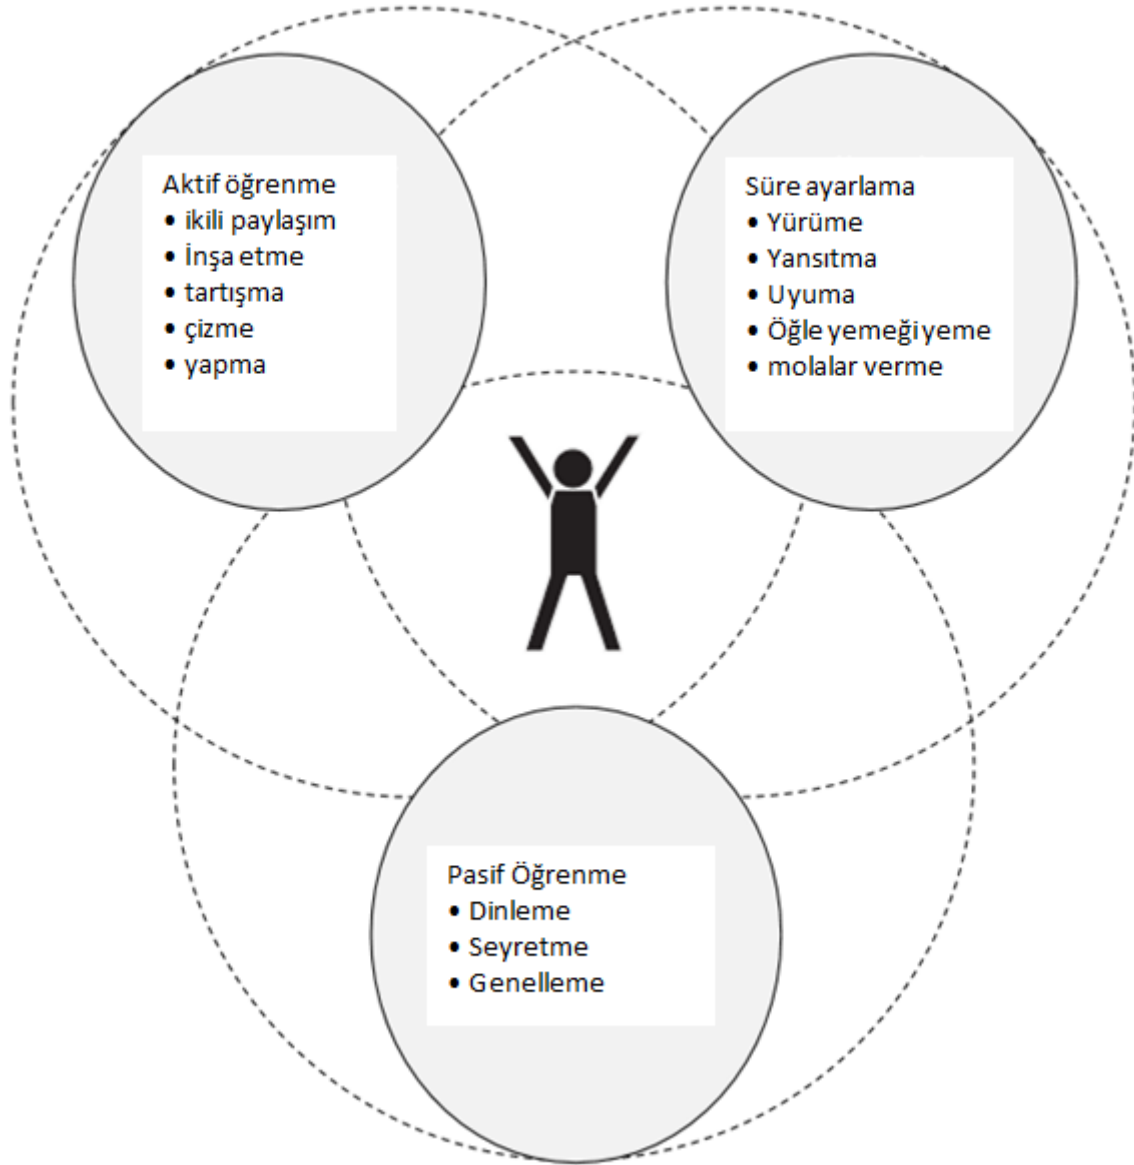 Aktif öğrenme
• ikili paylaşım
• İnşa etme
• tartışma
• çizme
• yapma
Süre ayarlama
• Yürüme
• Yansıtma
• Uyuma
• Öğle yemeği yeme
• molalar verme
Pasif Öğrenme
• Dinleme
• Seyretme
• Genelleme